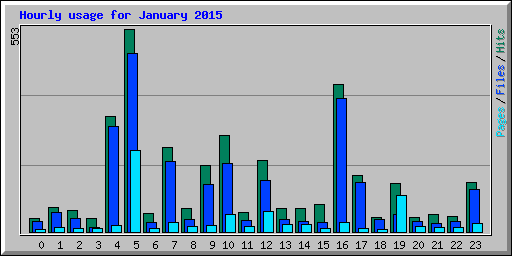 Hourly usage for January 2015
553
Pages / Files / Hits
0 1 2 3 4 5 6 7 8 9 10 11 12 13 14 15 16 17 18 19 20 21 22 23